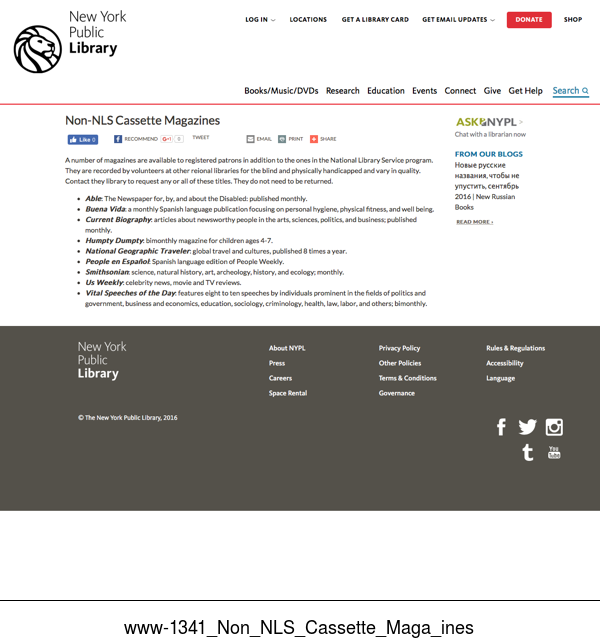 New York
Public
Library
LOG IN
LOCATIONS
GET A LIBRARY CARD
GET EMAIL UPDATES
DONATE
SHOP
Books/Music/DVDs
Research
Education
Events
Connect
Give
Get Help
Search
Non-NLS Cassette Magazines
Like 0
RECOMMEND
G+1
0
TWEET
EMAIL
PRINT
SHARE
A number of magazines are available to registered patrons in addition to the ones in the National Library Service program.
They are recorded by volunteers at other reional libraries for the blind and physically handicapped and vary in quality.
Contact they library to request any or all of these titles. They do not need to be returned.
• Able: The Newspaper for, by, and about the Disabled: published monthly.
• Buena Vida: a monthly Spanish language publication focusing on personal hygiene, physical fitness, and well being.
• Current Biography: articles about newsworthy people in the arts, sciences, politics, and business; published
monthly.
• Humpty Dumpty: bimonthly magazine for children ages 4-7.
• National Geographic Traveler: global travel and cultures, published 8 times a year.
• People en Español: Spanish language edition of People Weekly.
• Smithsonian: science, natural history, art, archeology, history, and ecology; monthly.
• Us Weekly: celebrity news, movie and TV reviews.
• Vital Speeches of the Day: features eight to ten speeches by individuals prominent in the fields of politics and
government, business and economics, education, sociology, criminology, health, law, labor, and others; bimonthly.
ASK NYPL >
Chat with a librarian now
FROM OUR BLOGS
Новые русские
названия, чтобы не
упустить, сентябрь
2016 | New Russian
Books
READ MORE ›
New York
Public
Library
About NYPL
Press
Careers
Space Rental
Privacy Policy
Other Policies
Terms & Conditions
Governance
Rules & Regulations
Accessibility
Language
© The New York Public Library, 2016
You
Tube
www-1341_Non_NLS_Cassette_Maga_ines